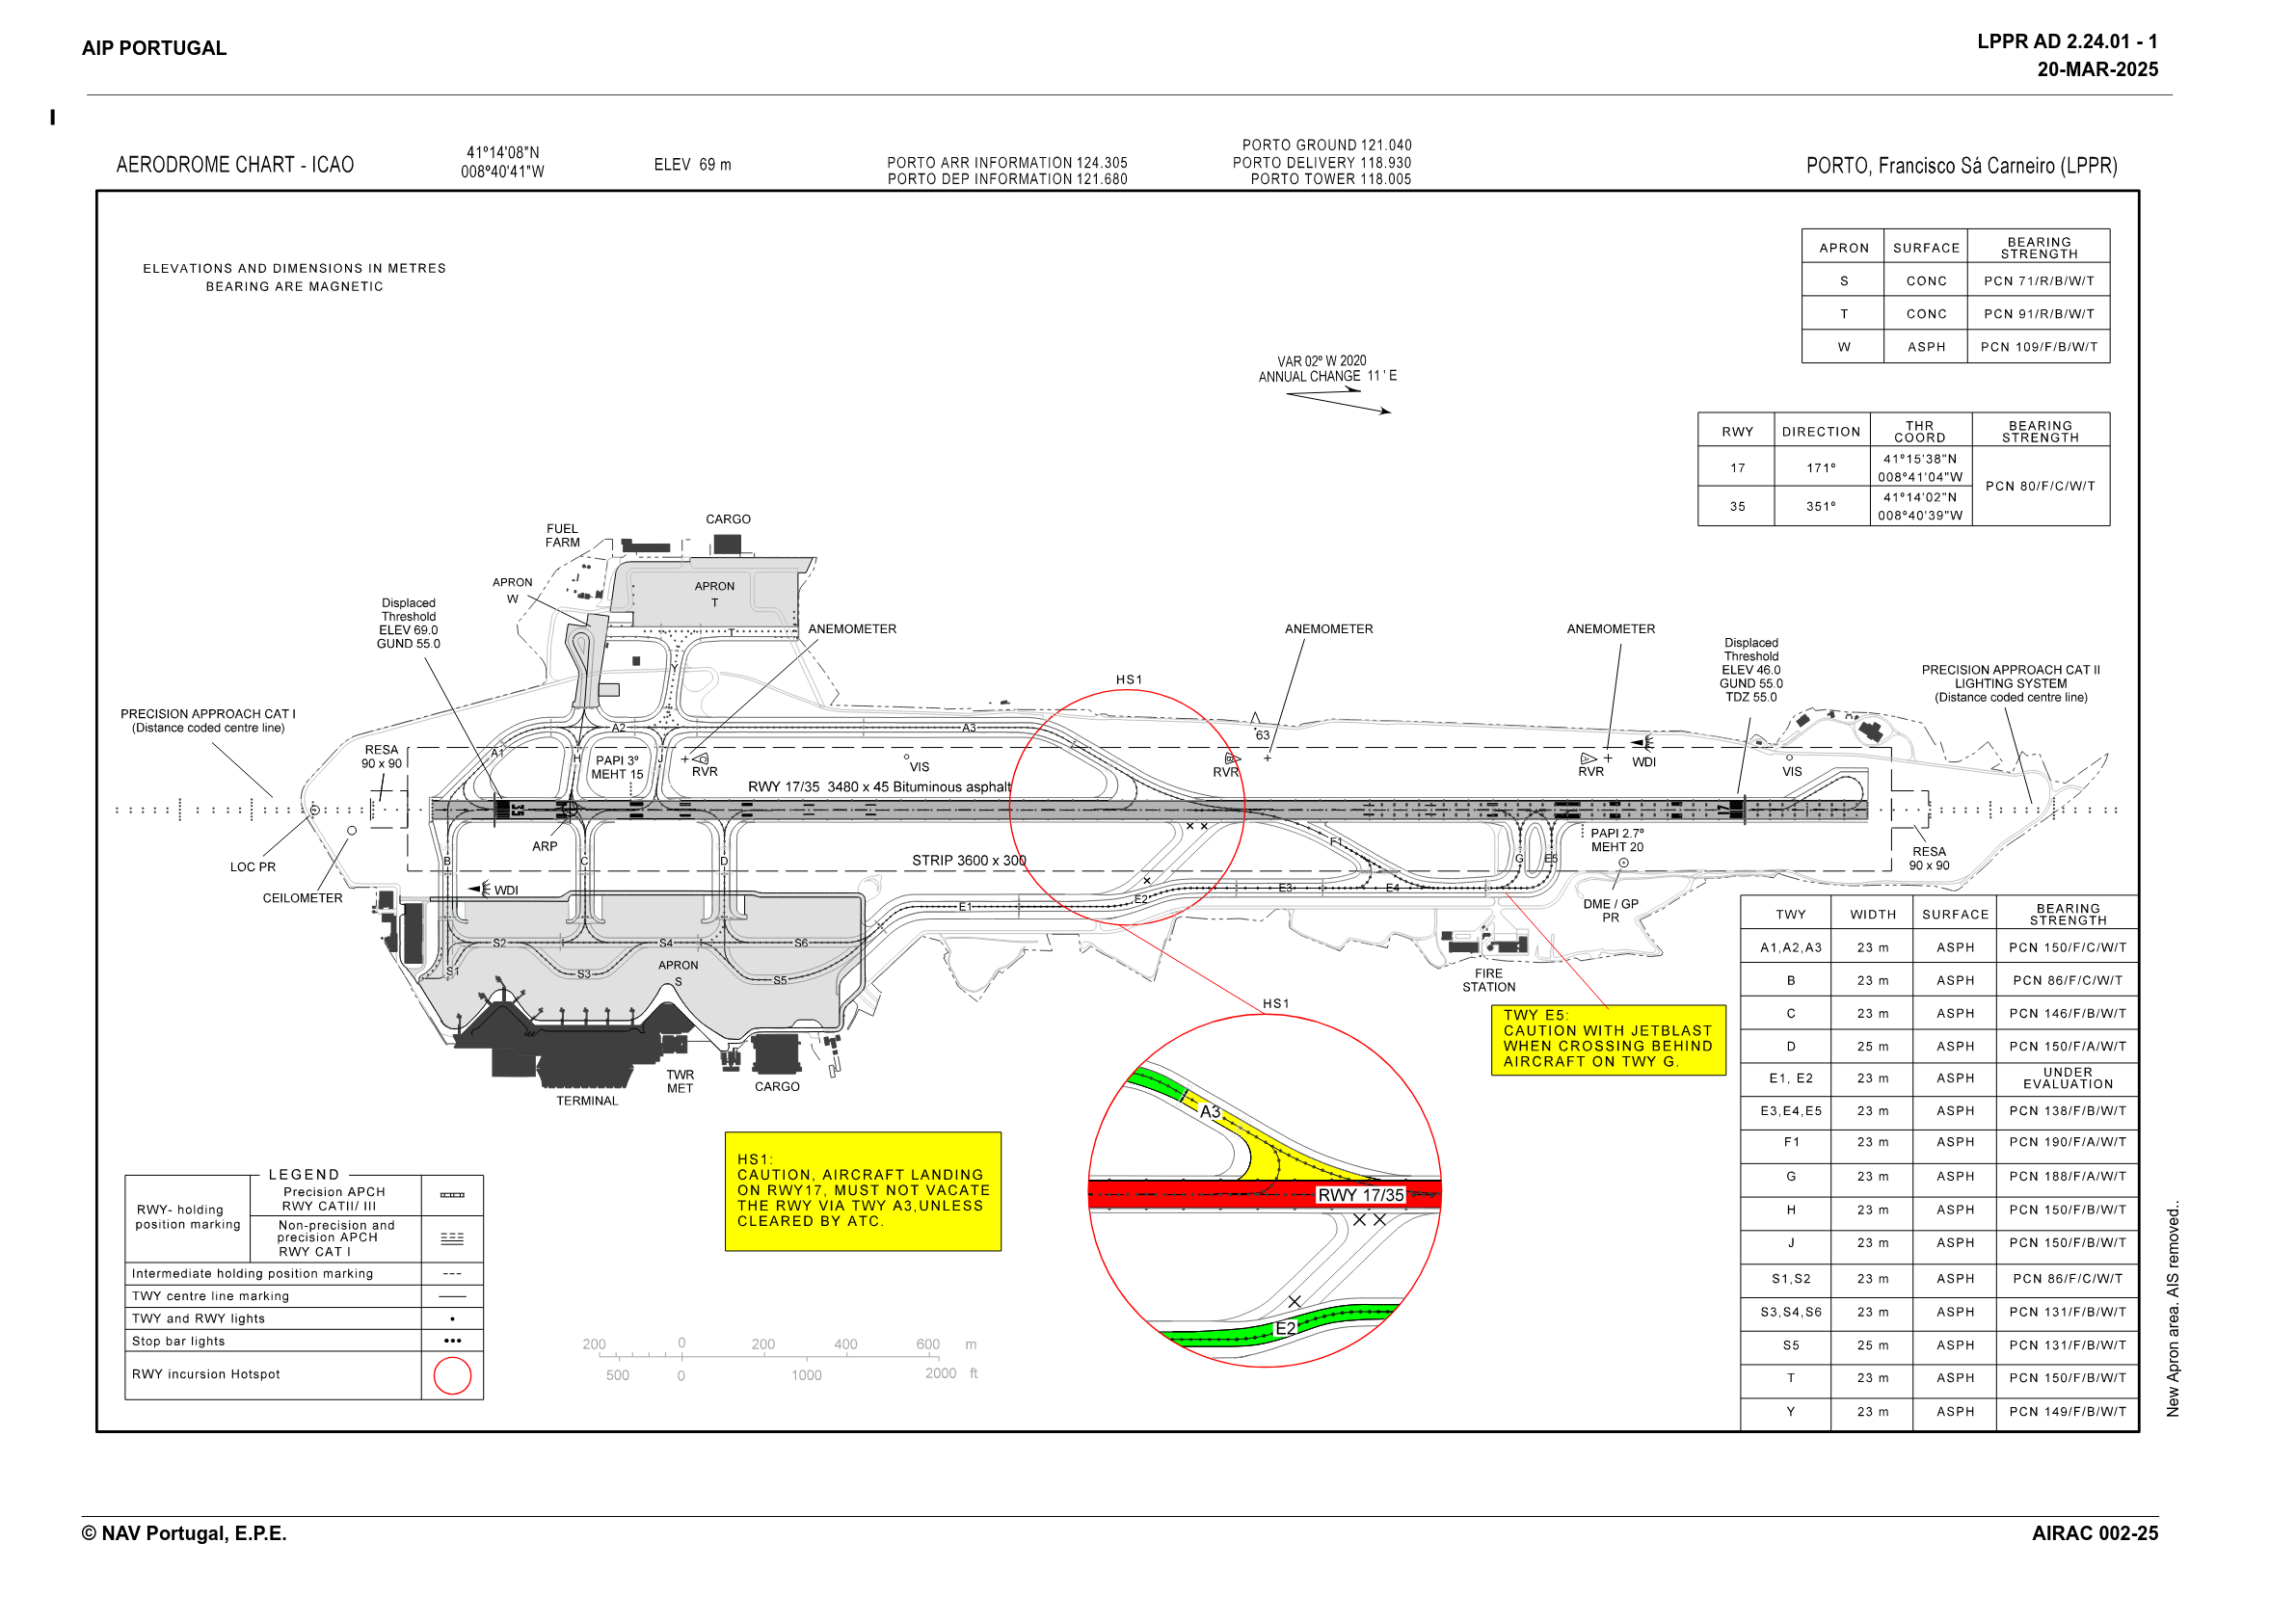 AIP PORTUGAL
LPPR AD 2.24.01 - 1
20-MAR-2025
AERODROME CHART - ICAO
41º14'08"N
008º40'41"W
ELEV 69 m
PORTO ARR INFORMATION 124.305
PORTO DEP INFORMATION 121.680
PORTO GROUND 121.040
PORTO DELIVERY 118.930
PORTO TOWER 118.005
PORTO, Francisco Sá Carneiro (LPPR)
ELEVATIONS AND DIMENSIONS IN METRES
BEARING ARE MAGNETIC
APRON SURFACE BEARING STRENGTH
S CONC PCN 71/R/B/W/T
T CONC PCN 91/R/B/W/T
W ASPH PCN 109/F/B/W/T
VAR 02º W 2020
ANNUAL CHANGE 11' E
RWY DIRECTION THR COORD BEARING STRENGTH
17 171º 41º15'38"N 008º41'04"W
PCN 80/F/C/W/T
35 351º 41º14'02"N 008º40'39"W
FUEL
FARM
CARGO
APRON
W
APRON
T
T
Y
Displaced
Threshold
ELEV 69.0
GUND 55.0
ANEMOMETER
ANEMOMETER
ANEMOMETER
Displaced
Threshold
ELEV 46.0
GUND 55.0
TDZ 55.0
PRECISION APPROACH CAT II
LIGHTING SYSTEM
(Distance coded centre line)
PRECISION APPROACH CAT I
(Distance coded centre line)
HS1
RESA
90 x 90
A1
A2
A3
H
J
PAPI 3º
MEHT 15
RVR
VIS
63
RVR
RVR
WDI
VIS
RWY 17/35 3480 x 45 Bituminous asphalt
35
17
ARP
LOC PR
CEILOMETER
B
C
D
STRIP 3600 x 300
F1
G
E5
PAPI 2.7º
MEHT 20
RESA
90 x 90
WDI
E1
E2
E3
E4
DME / GP
PR
S2
S4
S6
S1
S3
S5
APRON
S
FIRE
STATION
TWR
MET
CARGO
TERMINAL
HS1
TWY E5:
CAUTION WITH JETBLAST
WHEN CROSSING BEHIND
AIRCRAFT ON TWY G.
A3
RWY 17/35
E2
HS1:
CAUTION, AIRCRAFT LANDING
ON RWY17, MUST NOT VACATE
THE RWY VIA TWY A3,UNLESS
CLEARED BY ATC.
TWY WIDTH SURFACE BEARING STRENGTH
A1,A2,A3 23 m ASPH PCN 150/F/C/W/T
B 23 m ASPH PCN 86/F/C/W/T
C 23 m ASPH PCN 146/F/B/W/T
D 25 m ASPH PCN 150/F/A/W/T
E1, E2 23 m ASPH UNDER EVALUATION
E3,E4,E5 23 m ASPH PCN 138/F/B/W/T
F1 23 m ASPH PCN 190/F/A/W/T
G 23 m ASPH PCN 188/F/A/W/T
H 23 m ASPH PCN 150/F/B/W/T
J 23 m ASPH PCN 150/F/B/W/T
S1,S2 23 m ASPH PCN 86/F/C/W/T
S3,S4,S6 23 m ASPH PCN 131/F/B/W/T
S5 25 m ASPH PCN 131/F/B/W/T
T 23 m ASPH PCN 150/F/B/W/T
Y 23 m ASPH PCN 149/F/B/W/T
LEGEND
RWY- holding
position marking
Precision APCH
RWY CATII/ III
Non-precision and
precision APCH
RWY CAT I
Intermediate holding position marking
TWY centre line marking
TWY and RWY lights
Stop bar lights
RWY incursion Hotspot
200 0 200 400 600 m
500 0 1000 2000 ft
New Apron area. AIS removed..
© NAV Portugal, E.P.E.
AIRAC 002-25